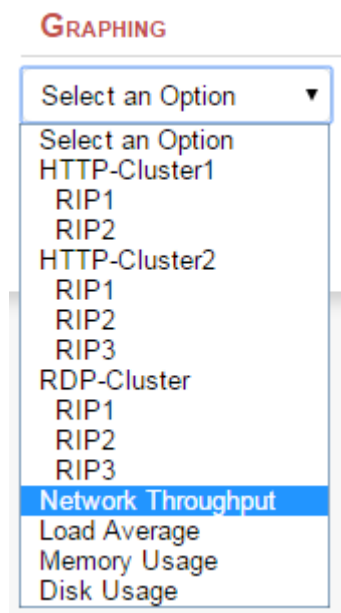 GRAPHING
Select an Option
Select an Option
HTTP-Cluster1
RIP1
RIP2
HTTP-Cluster2
RIP1
RIP2
RIP3
RDP-Cluster
RIP1
RIP2
RIP3
Network Throughput
Load Average
Memory Usage
Disk Usage